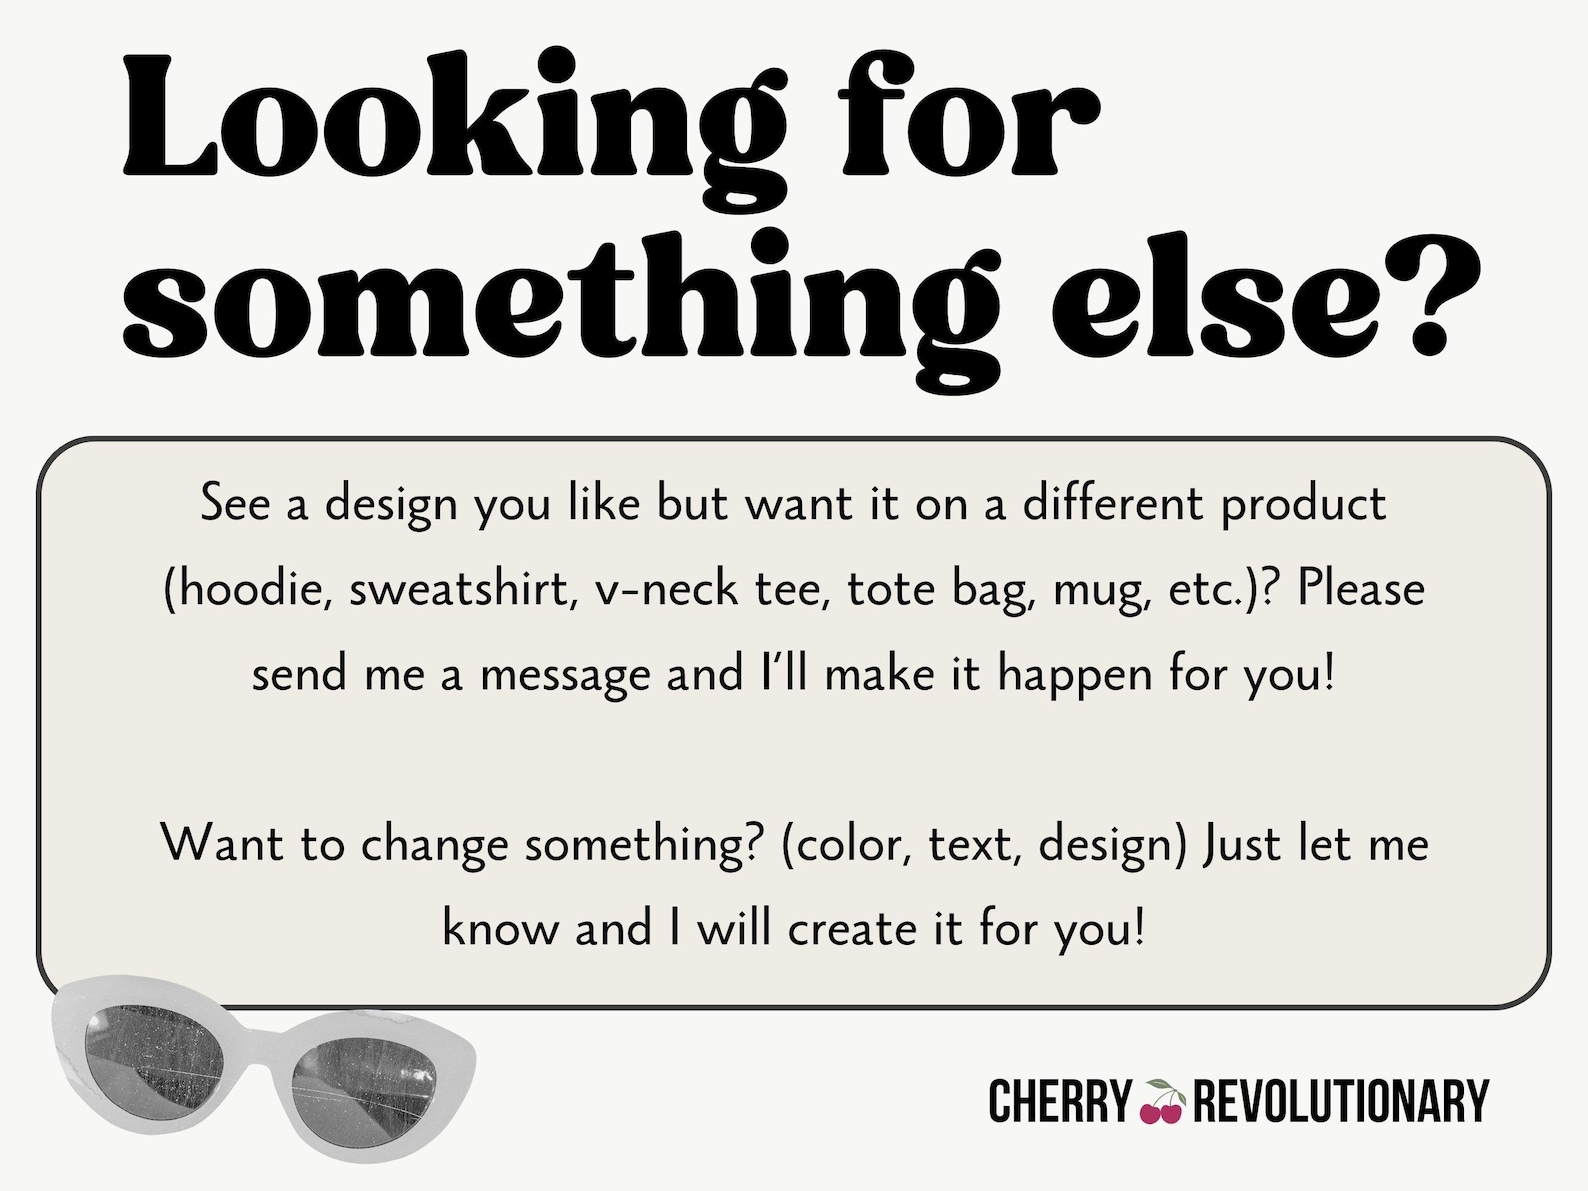 Looking for
something else?
See a design you like but want it on a different product
(hoodie, sweatshirt, v-neck tee, tote bag, mug, etc.)? Please
send me a message and I'll make it happen for you!
Want to change something? (color, text, design) Just let me
know and I will create it for you!
CHERRY REVOLUTIONARY